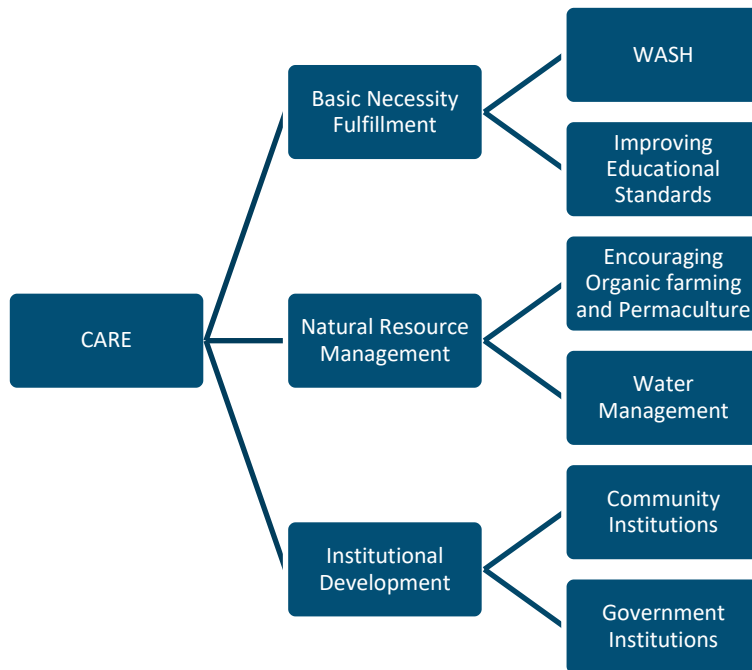 CARE
Basic Necessity
Fulfillment
WASH
Improving
Educational
Standards
Natural Resource
Management
Encouraging
Organic farming
and Permaculture
Water
Management
Institutional
Development
Community
Institutions
Government
Institutions